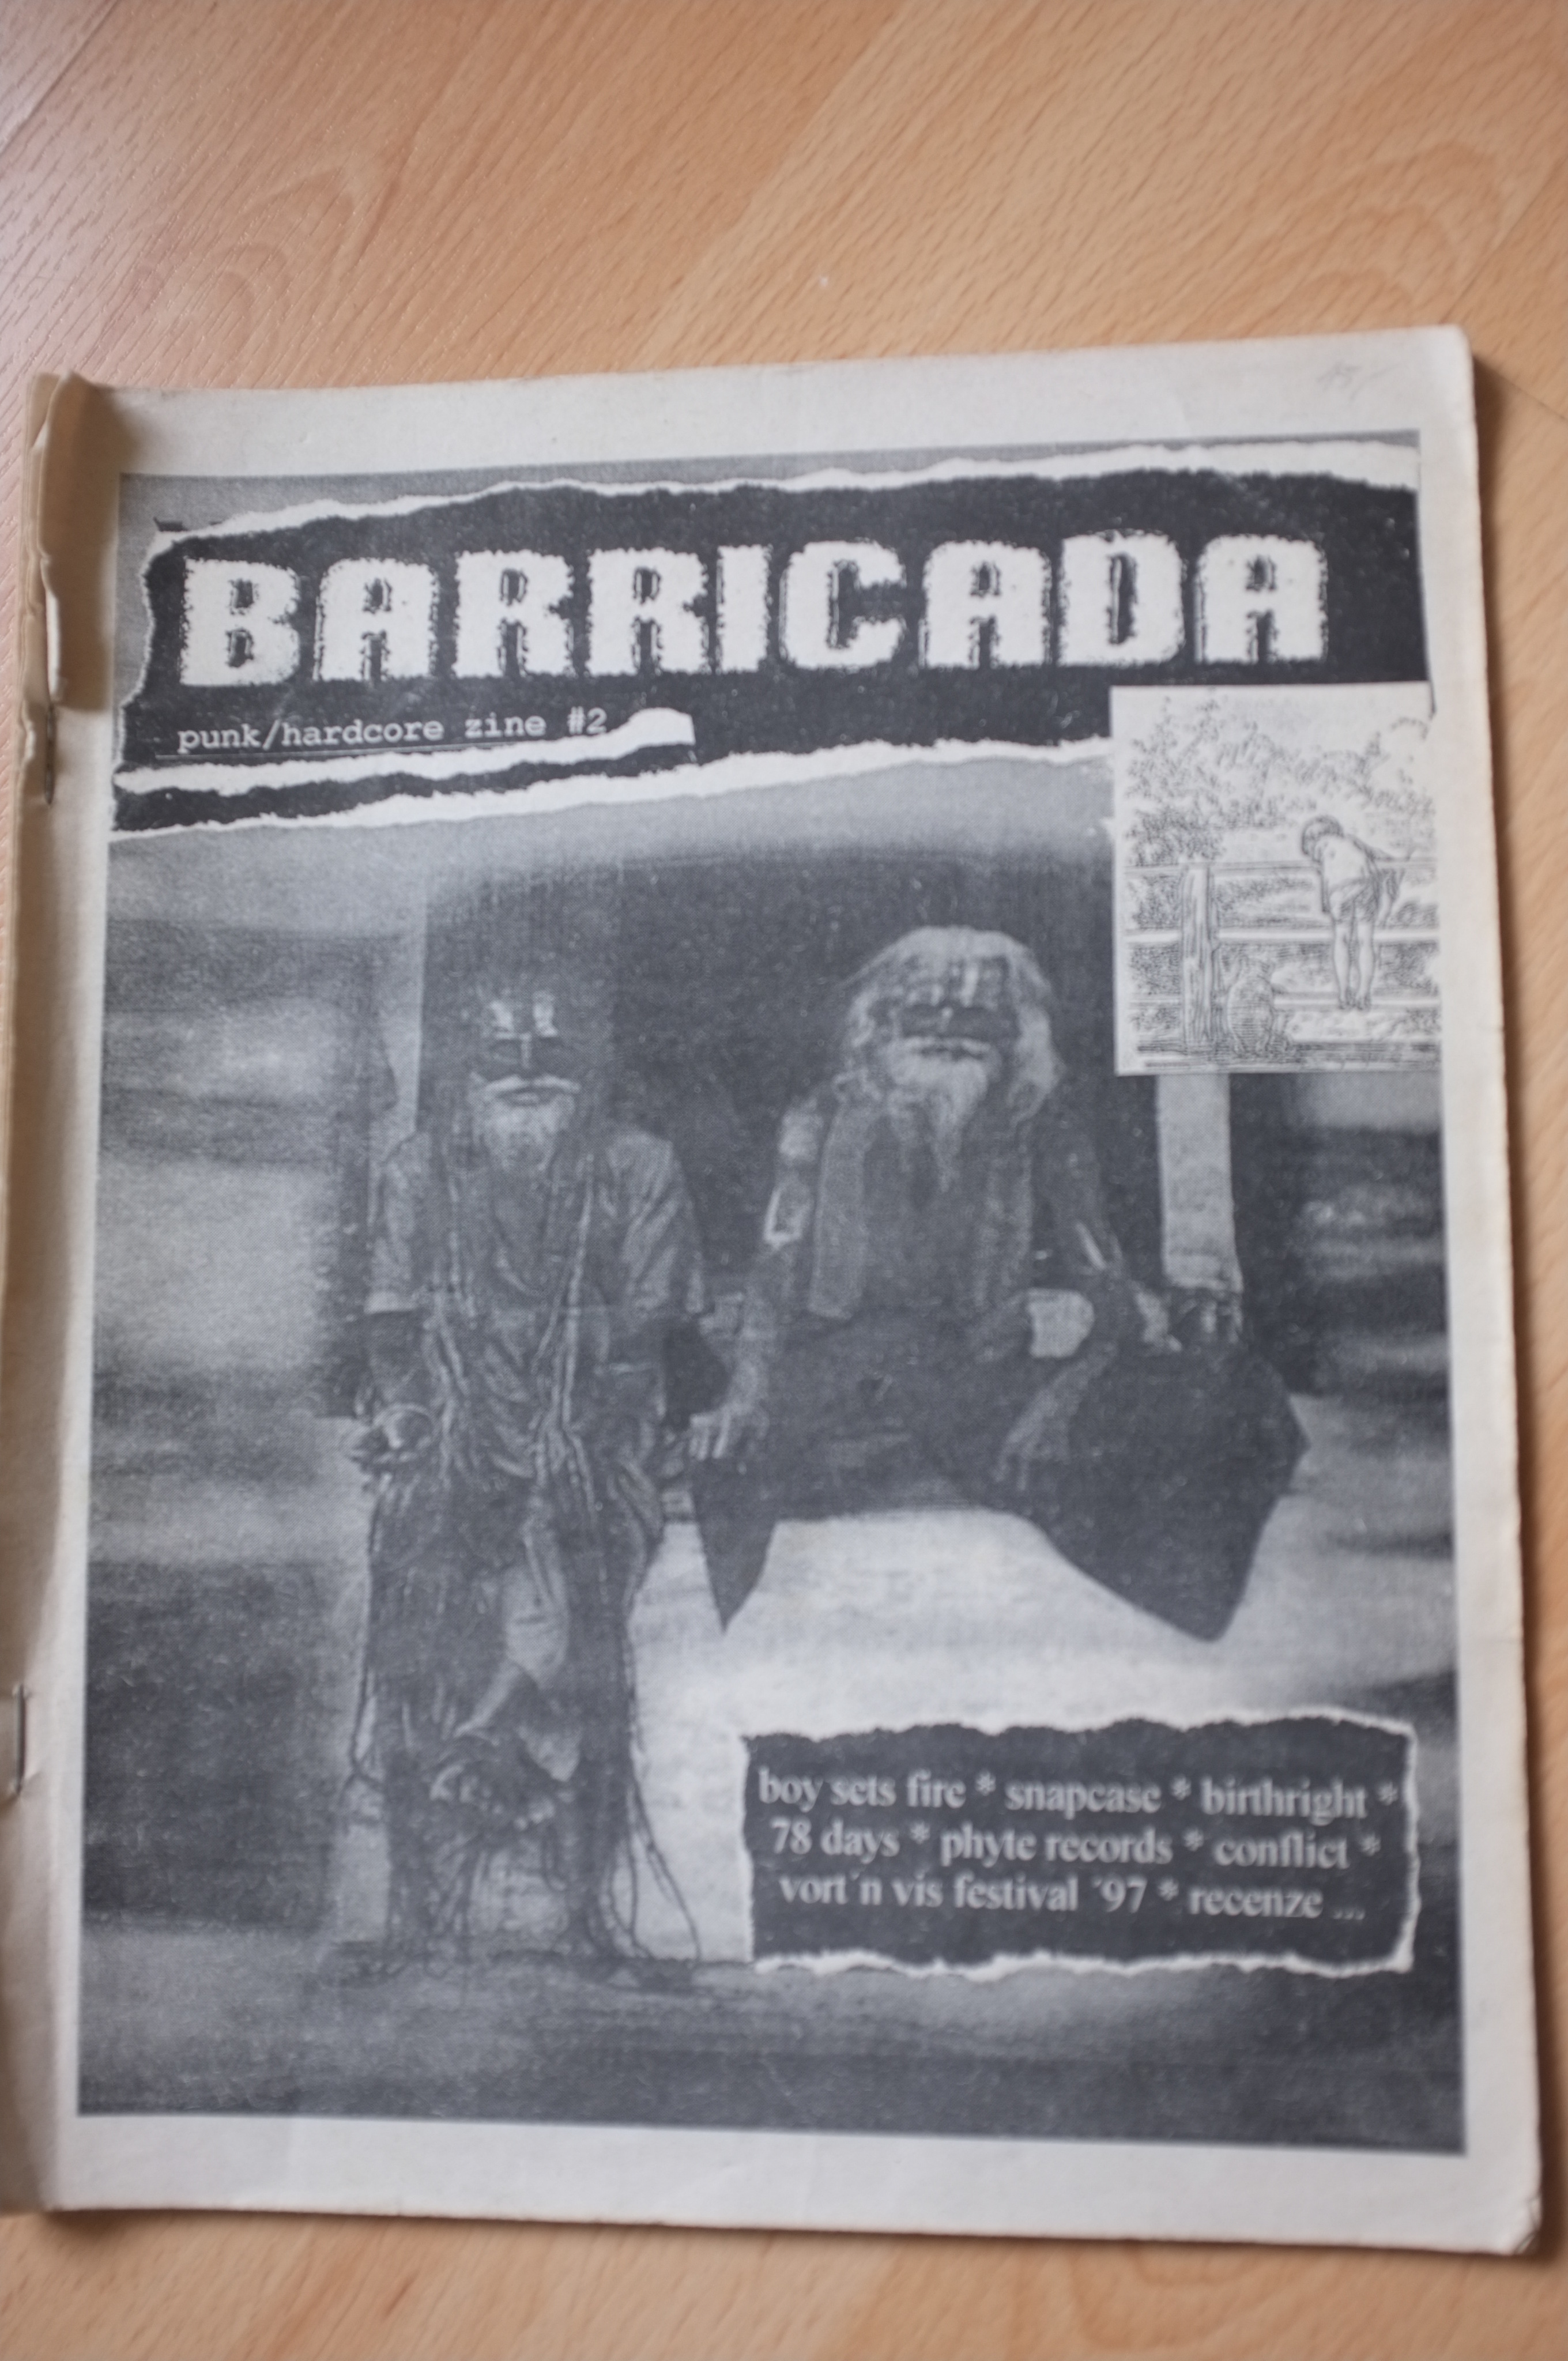 BARRICADA
punk/hardcore zine #2
boy sets fire * snapcase * birthright *
78 days * phyte records * conflict *
vort´n vis festival ´97 * recenze ...